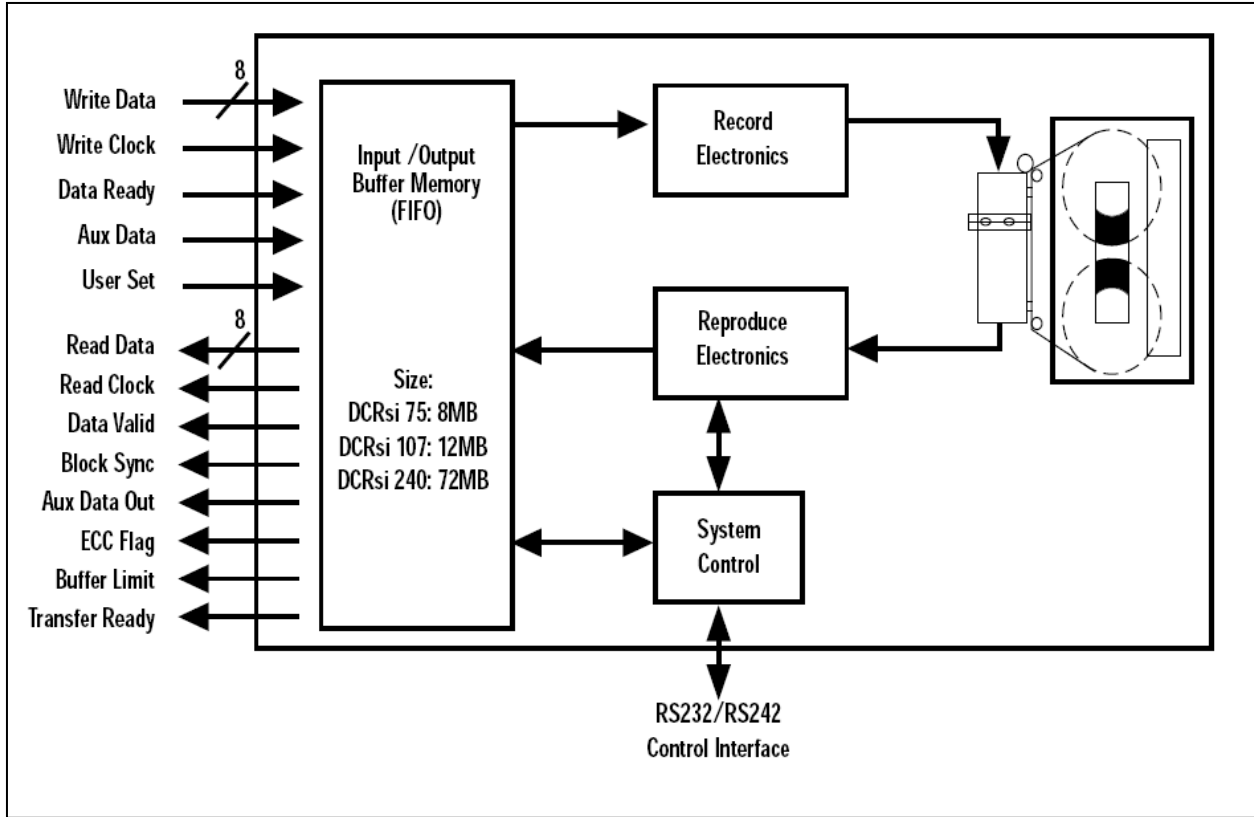 8
Write Data
Write Clock
Data Ready
Aux Data
User Set
8
Read Data
Read Clock
Data Valid
Block Sync
Aux Data Out
ECC Flag
Buffer Limit
Transfer Ready
Input /Output
Buffer Memory
(FIFO)
Size:
DCRsi 75: 8MB
DCRsi 107: 12MB
DCRsi 240: 72MB
Record
Electronics
Reproduce
Electronics
System
Control
RS232/RS242
Control Interface